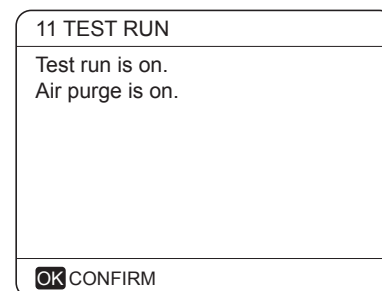 11 TEST RUN
Test run is on.
Air purge is on.
OK CONFIRM